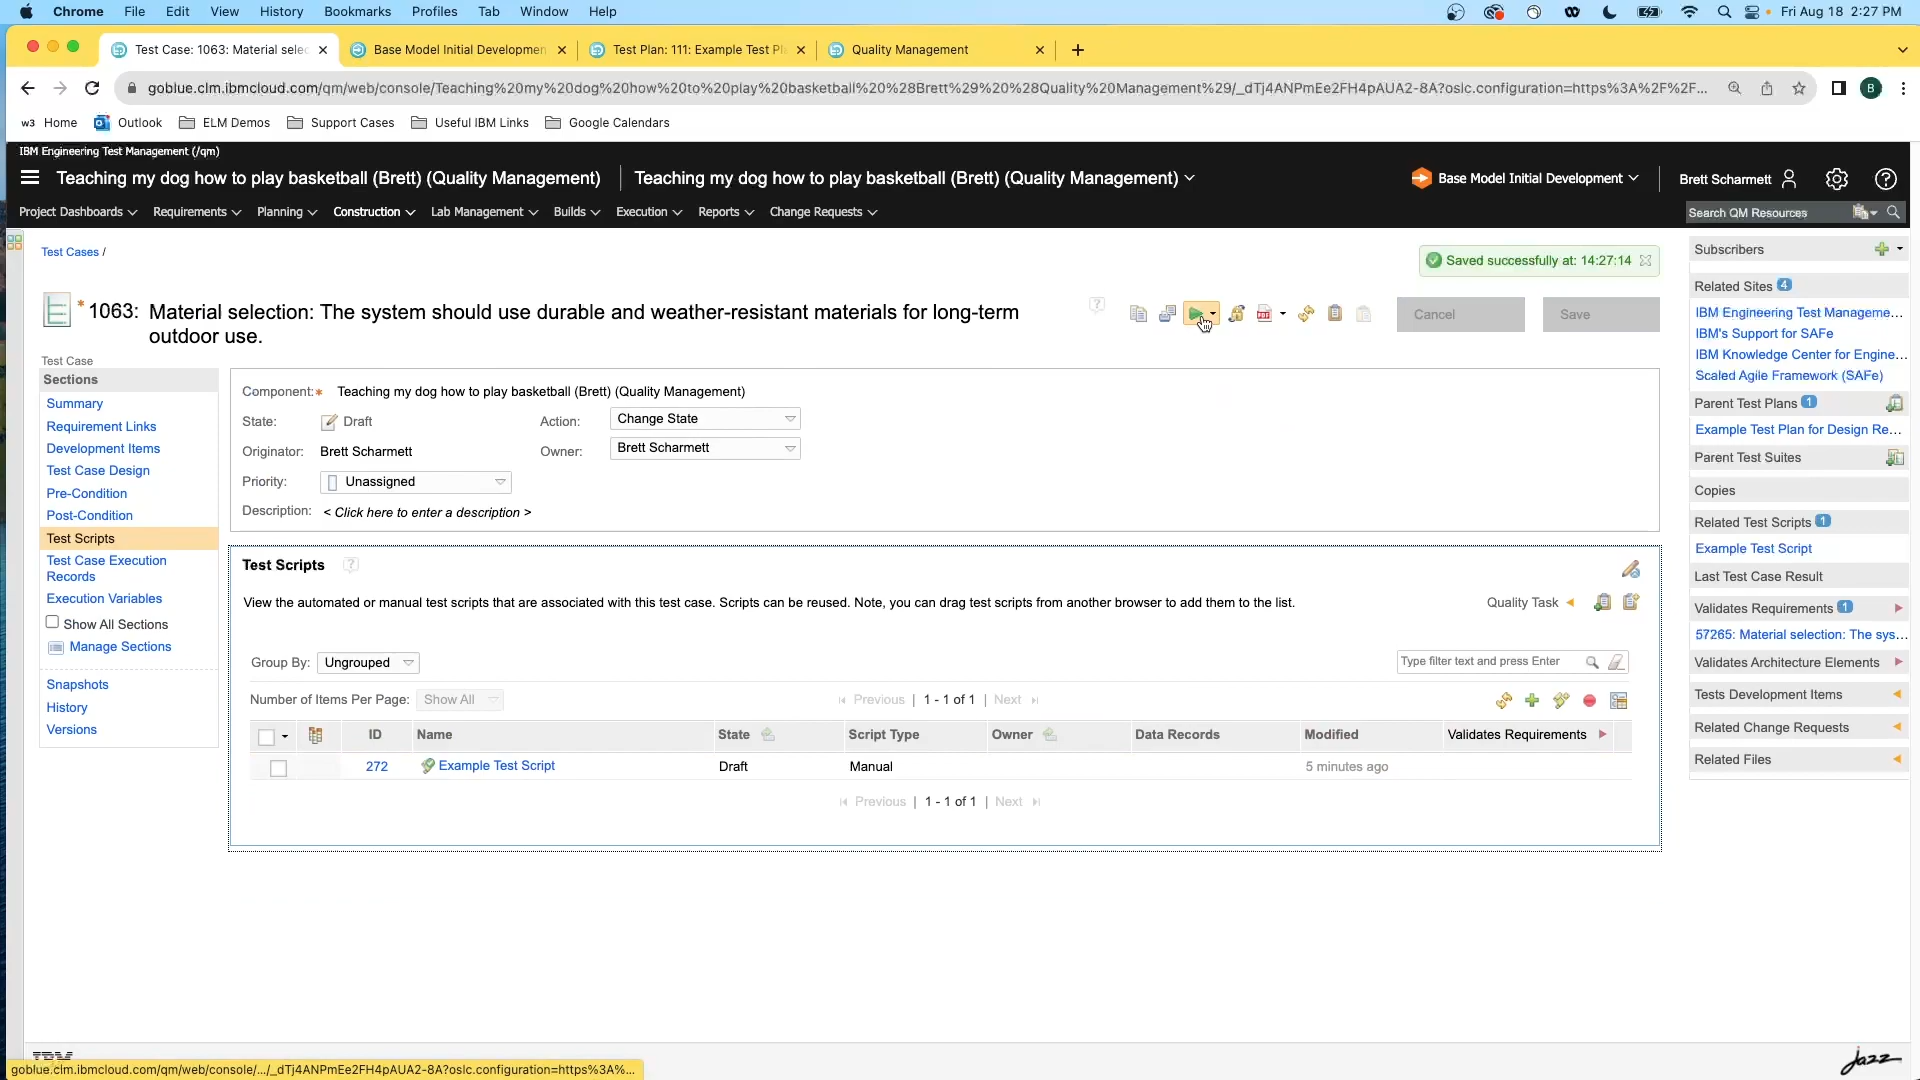 Chrome File Edit View History Bookmarks Profiles Tab Window Help
Fri Aug 18 2:27 PM
Test Case: 1063: Material selec
Base Model Initial Developmen
Test Plan: 111: Example Test Pl
Quality Management
goblue.clm.ibmcloud.com/qm/web/console/Teaching%20my%20dog%20how%20to%20play%20basketball%20%28Brett%29%20%28Quality%20Management%29/_dTj4ANPmEe2FH4pAUA2-8A?oslc.configuration=https%3A%2F%2F...
B
w3 Home Outlook ELM Demos Support Cases Useful IBM Links Google Calendars
IBM Engineering Test Management (/qm)
Teaching my dog how to play basketball (Brett) (Quality Management)
Teaching my dog how to play basketball (Brett) (Quality Management)
Base Model Initial Development
Brett Scharmett
Project Dashboards Requirements Planning Construction Lab Management Builds Execution Reports Change Requests
Search QM Resources
Test Cases /
Saved successfully at: 14:27:14
* 1063: Material selection: The system should use durable and weather-resistant materials for long-term
outdoor use.
Cancel
Save
Test Case
Sections
Summary
Requirement Links
Development Items
Test Case Design
Pre-Condition
Post-Condition
Test Scripts
Test Case Execution
Records
Execution Variables
Show All Sections
Manage Sections
Snapshots
History
Versions
Component:* Teaching my dog how to play basketball (Brett) (Quality Management)
State: Draft Action: Change State
Originator: Brett Scharmett Owner: Brett Scharmett
Priority: Unassigned
Description: < Click here to enter a description >
Test Scripts ?
View the automated or manual test scripts that are associated with this test case. Scripts can be reused. Note, you can drag test scripts from another browser to add them to the list.
Quality Task
Group By: Ungrouped
Type filter text and press Enter
Number of Items Per Page: Show All
Previous | 1 - 1 of 1 | Next
ID Name State Script Type Owner Data Records Modified Validates Requirements
272 Example Test Script Draft Manual 5 minutes ago
Previous | 1 - 1 of 1 | Next
Subscribers
Related Sites 4
IBM Engineering Test Manageme...
IBM's Support for SAFe
IBM Knowledge Center for Engine...
Scaled Agile Framework (SAFe)
Parent Test Plans 1
Example Test Plan for Design Re...
Parent Test Suites
Copies
Related Test Scripts 1
Example Test Script
Last Test Case Result
Validates Requirements 1
57265: Material selection: The sys...
Validates Architecture Elements
Tests Development Items
Related Change Requests
Related Files
IBM
jazz
goblue.clm.ibmcloud.com/qm/web/console/.../_dTj4ANPmEe2FH4pAUA2-8A?oslc.configuration=https%3A%...